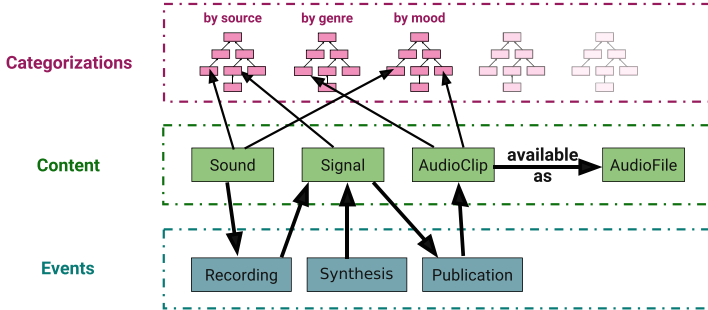 by source
by genre
by mood
Categorizations
Content
Sound
Signal
AudioClip
available
as
AudioFile
Events
Recording
Synthesis
Publication